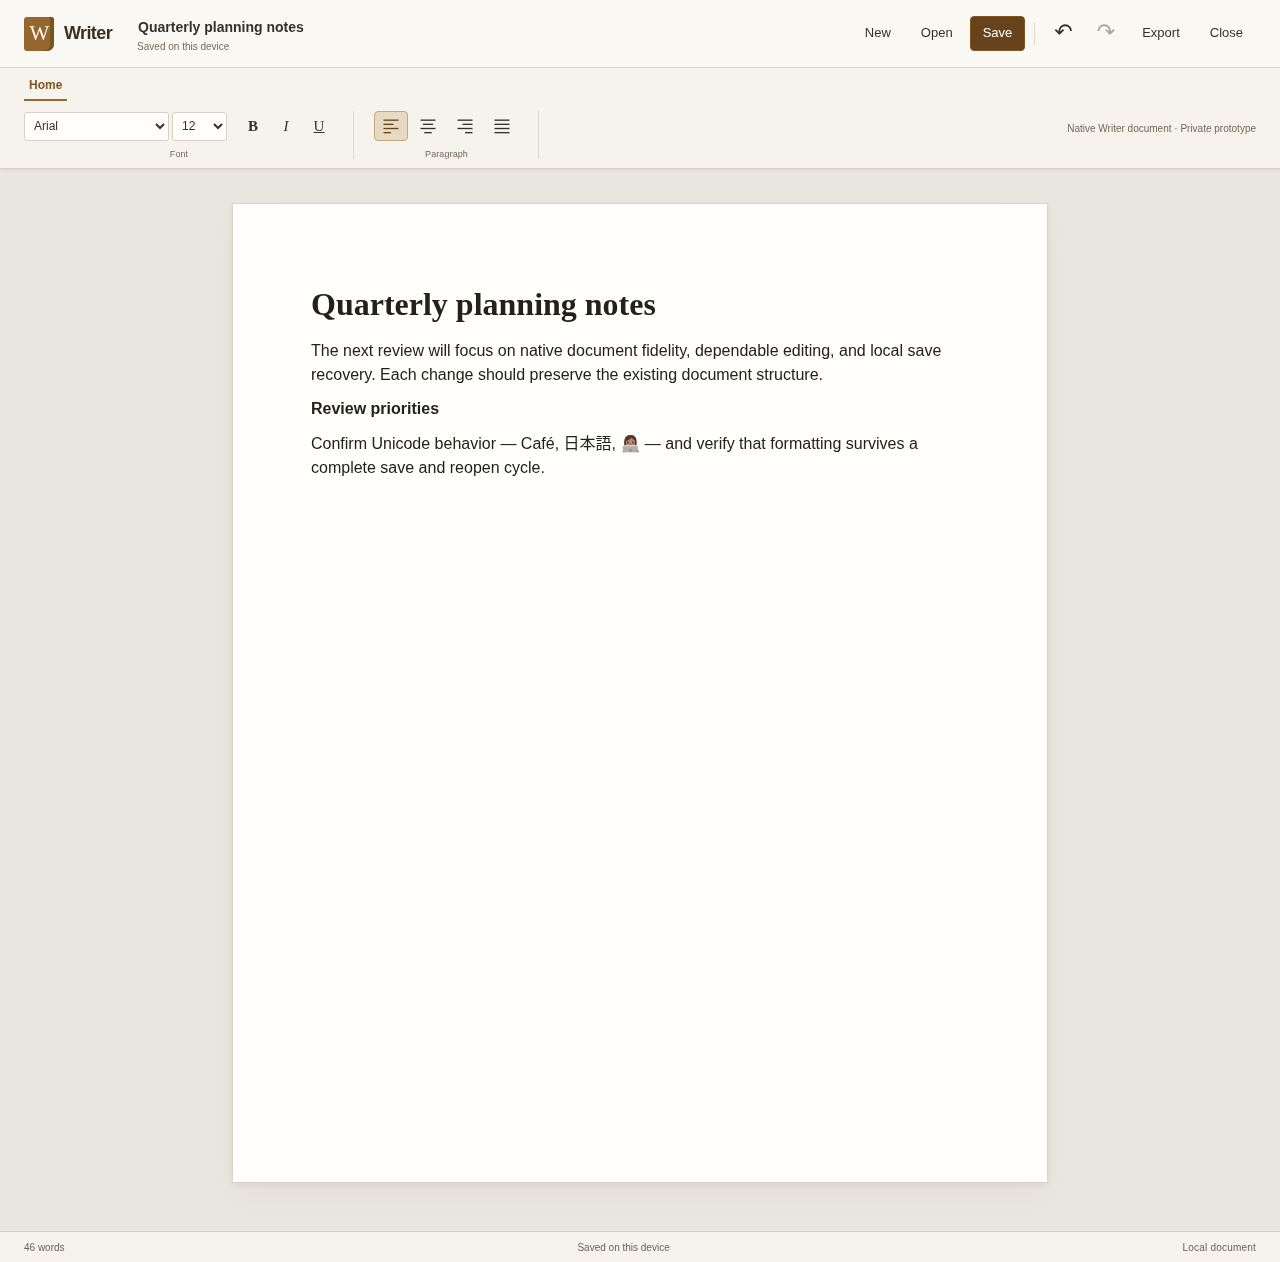 W Writer
Quarterly planning notes
Saved on this device
New Open Save ↶ ↷ Export Close
Home
Arial 12 B I U
Font
Paragraph
Native Writer document · Private prototype
Quarterly planning notes
The next review will focus on native document fidelity, dependable editing, and local save
recovery. Each change should preserve the existing document structure.
Review priorities
Confirm Unicode behavior — Café, 日本語, 👩🏽‍💻 — and verify that formatting survives a
complete save and reopen cycle.
46 words
Saved on this device
Local document